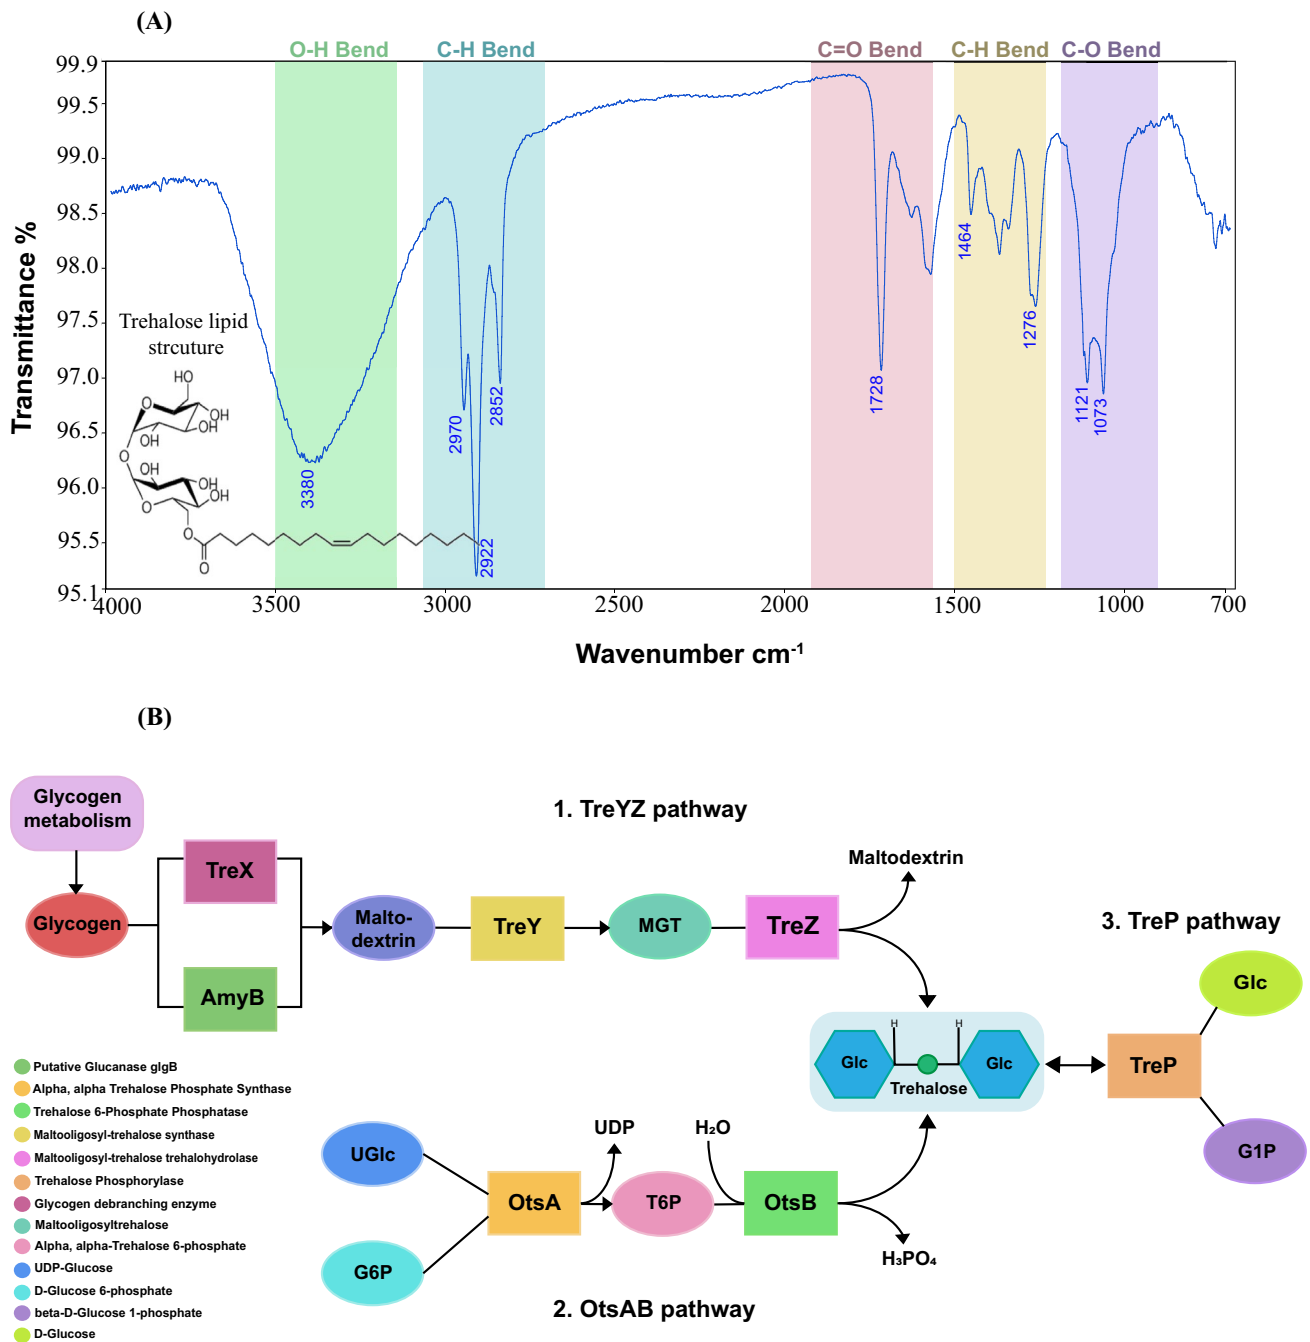 (A)
O-H Bend
C-H Bend
C=O Bend
C-H Bend
C-O Bend
99.9
99.5
99.0
98.5
98.0
97.5
97.0
96.5
96.0
95.5
95.1
Transmittance %
4000
3500
3000
2500
2000
1500
1000
700
Wavenumber cm⁻¹
3380
2970
2922
2852
1728
1464
1276
1121
1073
Trehalose lipid
strcuture
HO
O
OH
OH
OH
O
OH
OH
OH
OH
O
O
O
(B)
Glycogen
metabolism
Glycogen
TreX
AmyB
1. TreYZ pathway
Malto-
dextrin
TreY
MGT
TreZ
Maltodextrin
3. TreP pathway
Glc
TreP
G1P
H
H
Glc
Glc
Trehalose
UGlc
G6P
OtsA
UDP
T6P
H₂O
OtsB
H₃PO₄
2. OtsAB pathway
Putative Glucanase glgB
Alpha, alpha Trehalose Phosphate Synthase
Trehalose 6-Phosphate Phosphatase
Maltooligosyl-trehalose synthase
Maltooligosyl-trehalose trehalohydrolase
Trehalose Phosphorylase
Glycogen debranching enzyme
Maltooligosyltrehalose
Alpha, alpha-Trehalose 6-phosphate
UDP-Glucose
D-Glucose 6-phosphate
beta-D-Glucose 1-phosphate
D-Glucose